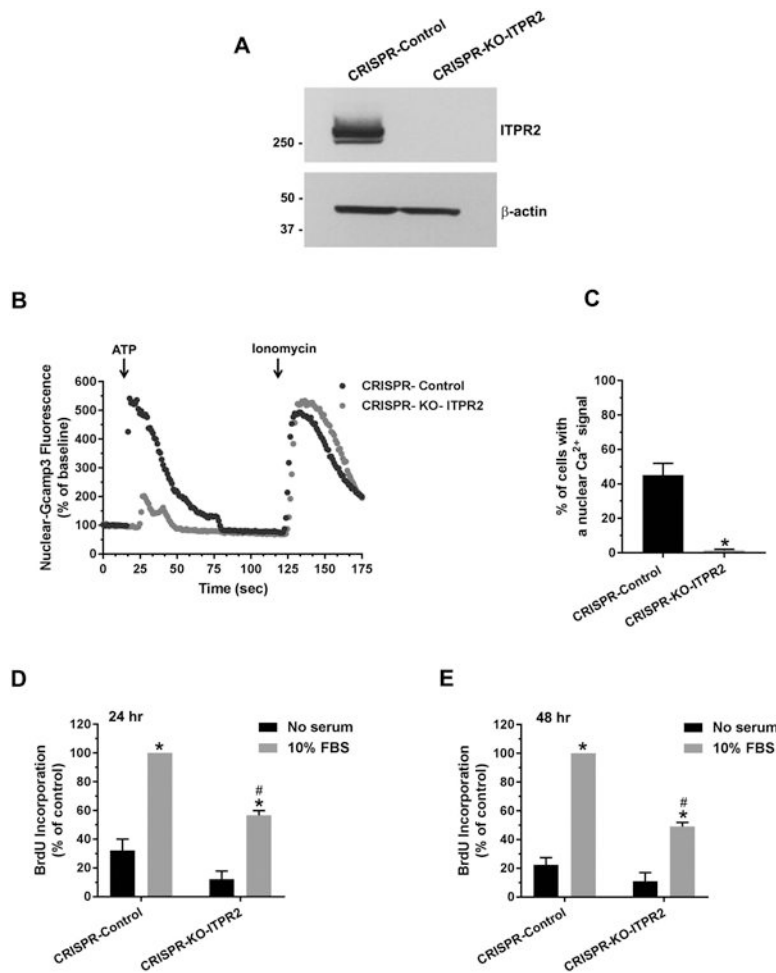 A
CRISPR-Control
CRISPR-KO-ITPR2
250 -
ITPR2
50 -
37 -
β-actin
B
ATP
Ionomycin
CRISPR- Control
CRISPR- KO- ITPR2
Nuclear-Gcamp3 Fluorescence
(% of baseline)
600
500
400
300
200
100
0
0
25
50
75
100
125
150
175
Time (sec)
C
% of cells with
a nuclear Ca²⁺ signal
100
80
60
40
20
0
*
CRISPR-Control
CRISPR-KO-ITPR2
D
24 hr
No serum
10% FBS
BrdU Incorporation
(% of control)
120
100
80
60
40
20
0
*
#
*
CRISPR-Control
CRISPR-KO-ITPR2
E
48 hr
No serum
10% FBS
BrdU Incorporation
(% of control)
120
100
80
60
40
20
0
*
#
*
CRISPR-Control
CRISPR-KO-ITPR2